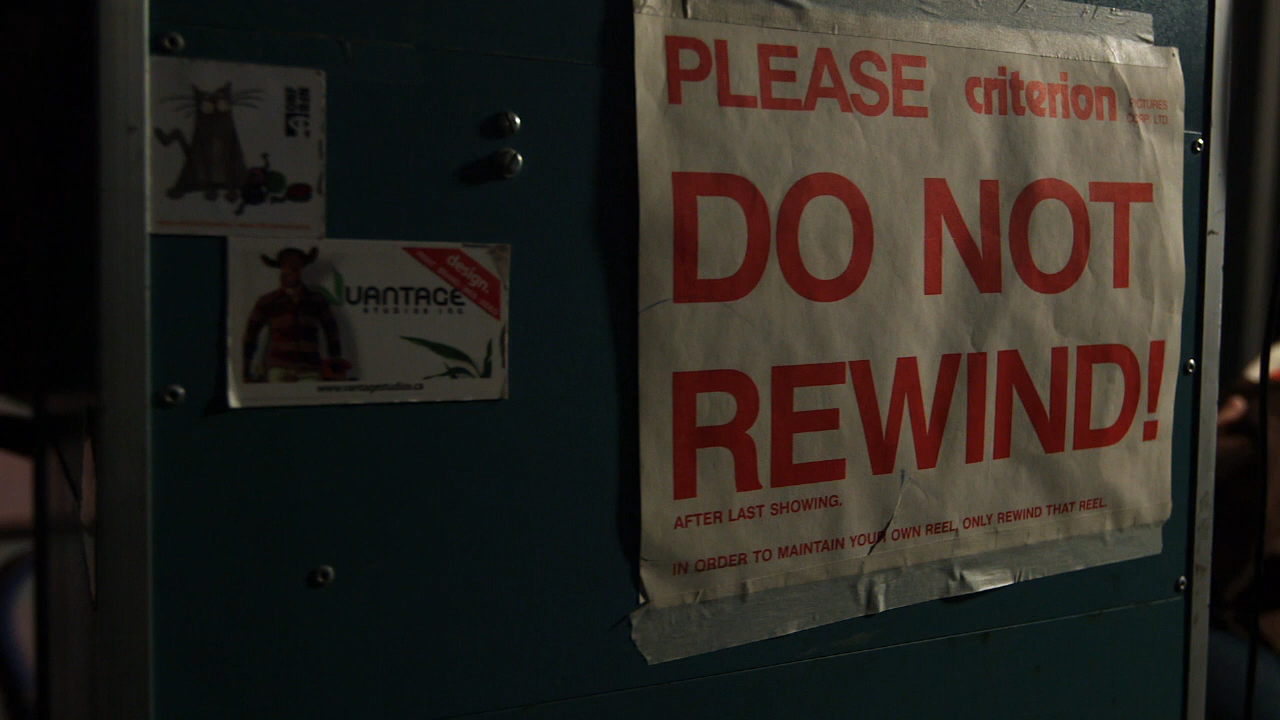 PLEASE criterion PICTURES
CORP. LTD.
DO NOT
REWIND!
AFTER LAST SHOWING.
IN ORDER TO MAINTAIN YOUR OWN REEL, ONLY REWIND THAT REEL.
design.
VANTAGE
STUDIOS INC.
www.vantagestudios.ca